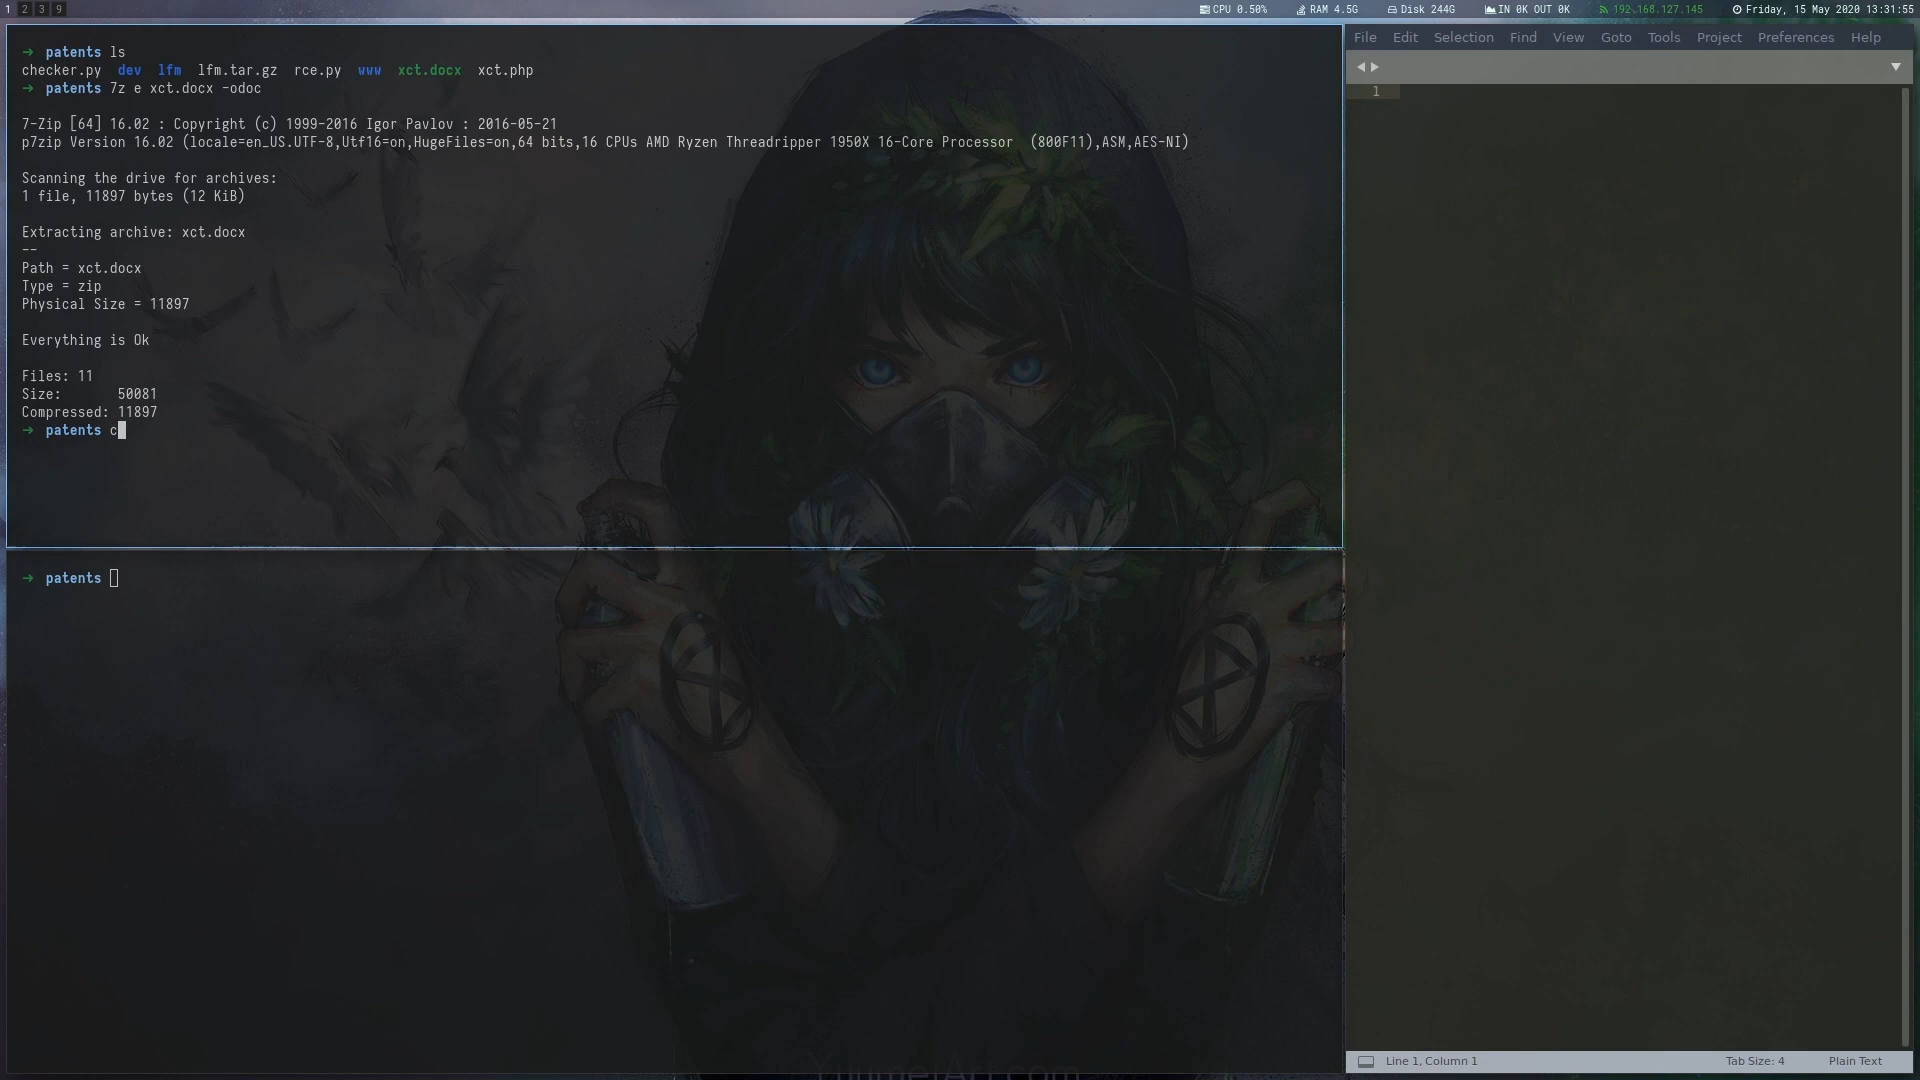 1 2 3 9 CPU 0.50% RAM 4.5G Disk 244G IN 0K OUT 0K 192.168.127.145 Friday, 15 May 2020 13:31:55
→ patents ls
checker.py dev lfm lfm.tar.gz rce.py www xct.docx xct.php
→ patents 7z e xct.docx -odoc
7-Zip [64] 16.02 : Copyright (c) 1999-2016 Igor Pavlov : 2016-05-21
p7zip Version 16.02 (locale=en_US.UTF-8,Utf16=on,HugeFiles=on,64 bits,16 CPUs AMD Ryzen Threadripper 1950X 16-Core Processor (800F11),ASM,AES-NI)
Scanning the drive for archives:
1 file, 11897 bytes (12 KiB)
Extracting archive: xct.docx
--
Path = xct.docx
Type = zip
Physical Size = 11897
Everything is Ok
Files: 11
Size: 50081
Compressed: 11897
→ patents c
→ patents
File Edit Selection Find View Goto Tools Project Preferences Help
1
Line 1, Column 1 Tab Size: 4 Plain Text
YuumeiArt.com